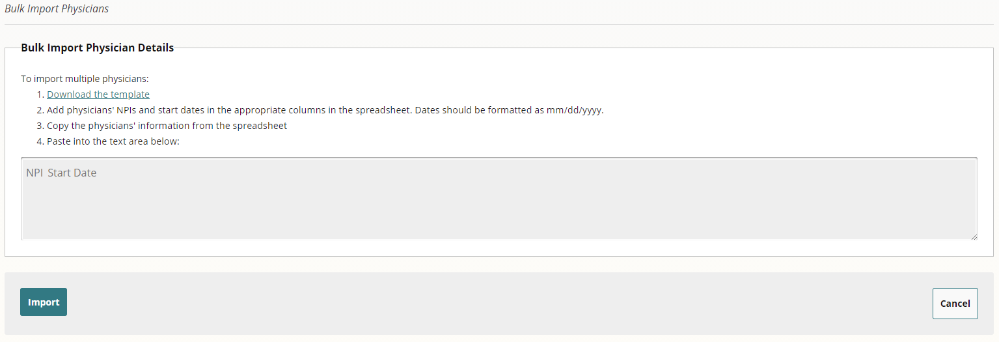 Bulk Import Physicians
Bulk Import Physician Details
To import multiple physicians:
1. Download the template
2. Add physicians' NPIs and start dates in the appropriate columns in the spreadsheet. Dates should be formatted as mm/dd/yyyy.
3. Copy the physicians' information from the spreadsheet
4. Paste into the text area below:
NPI Start Date
Import
Cancel